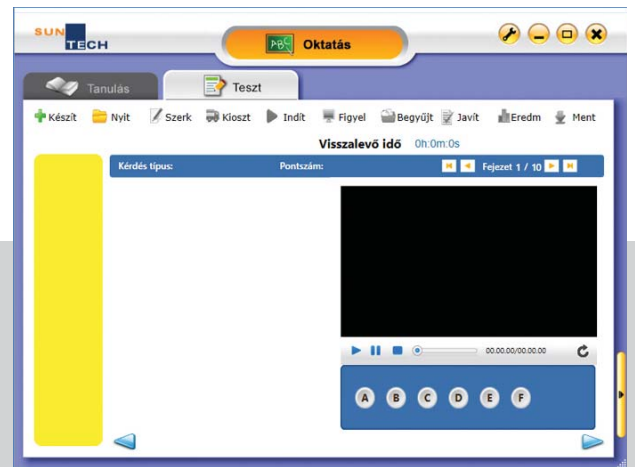 SUN
TECH
ABC Oktatás
Tanulás Teszt
Készít Nyit Szerk Kioszt Indít Figyel Begyűjt Javít Eredm Ment
Visszalevő idő 0h:0m:0s
Kérdés típus: Pontszám: Fejezet 1 / 10
00.00.00/00.00.00
A B C D E F